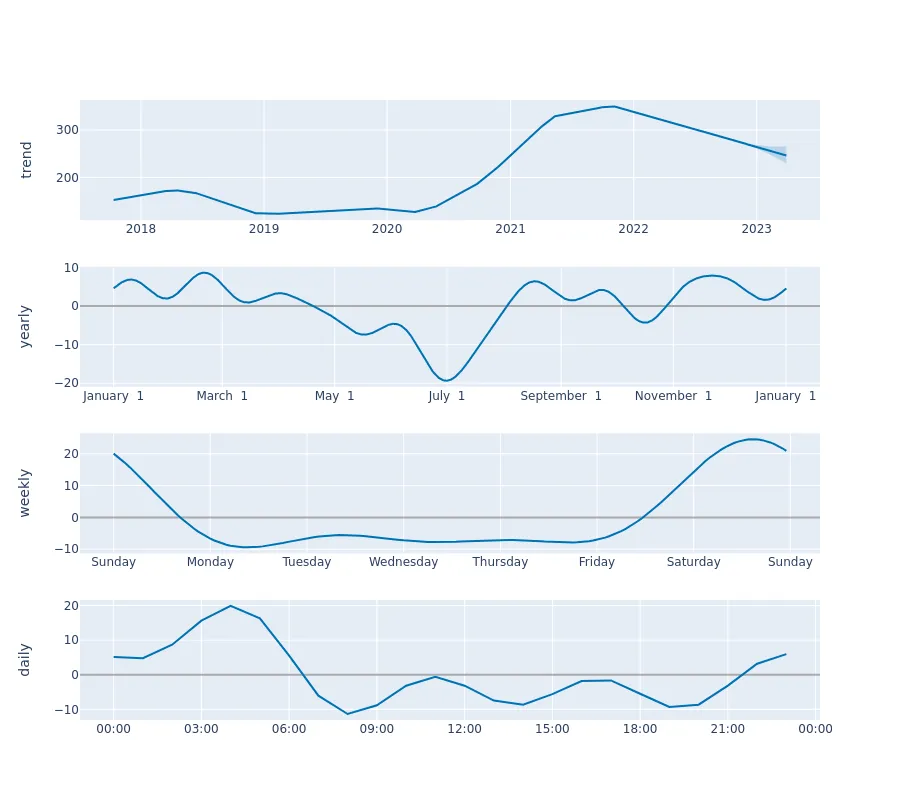 trend
300
200
2018 2019 2020 2021 2022 2023
yearly
10
0
−10
−20
January 1 March 1 May 1 July 1 September 1 November 1 January 1
weekly
20
10
0
−10
Sunday Monday Tuesday Wednesday Thursday Friday Saturday Sunday
daily
20
10
0
−10
00:00 03:00 06:00 09:00 12:00 15:00 18:00 21:00 00:00